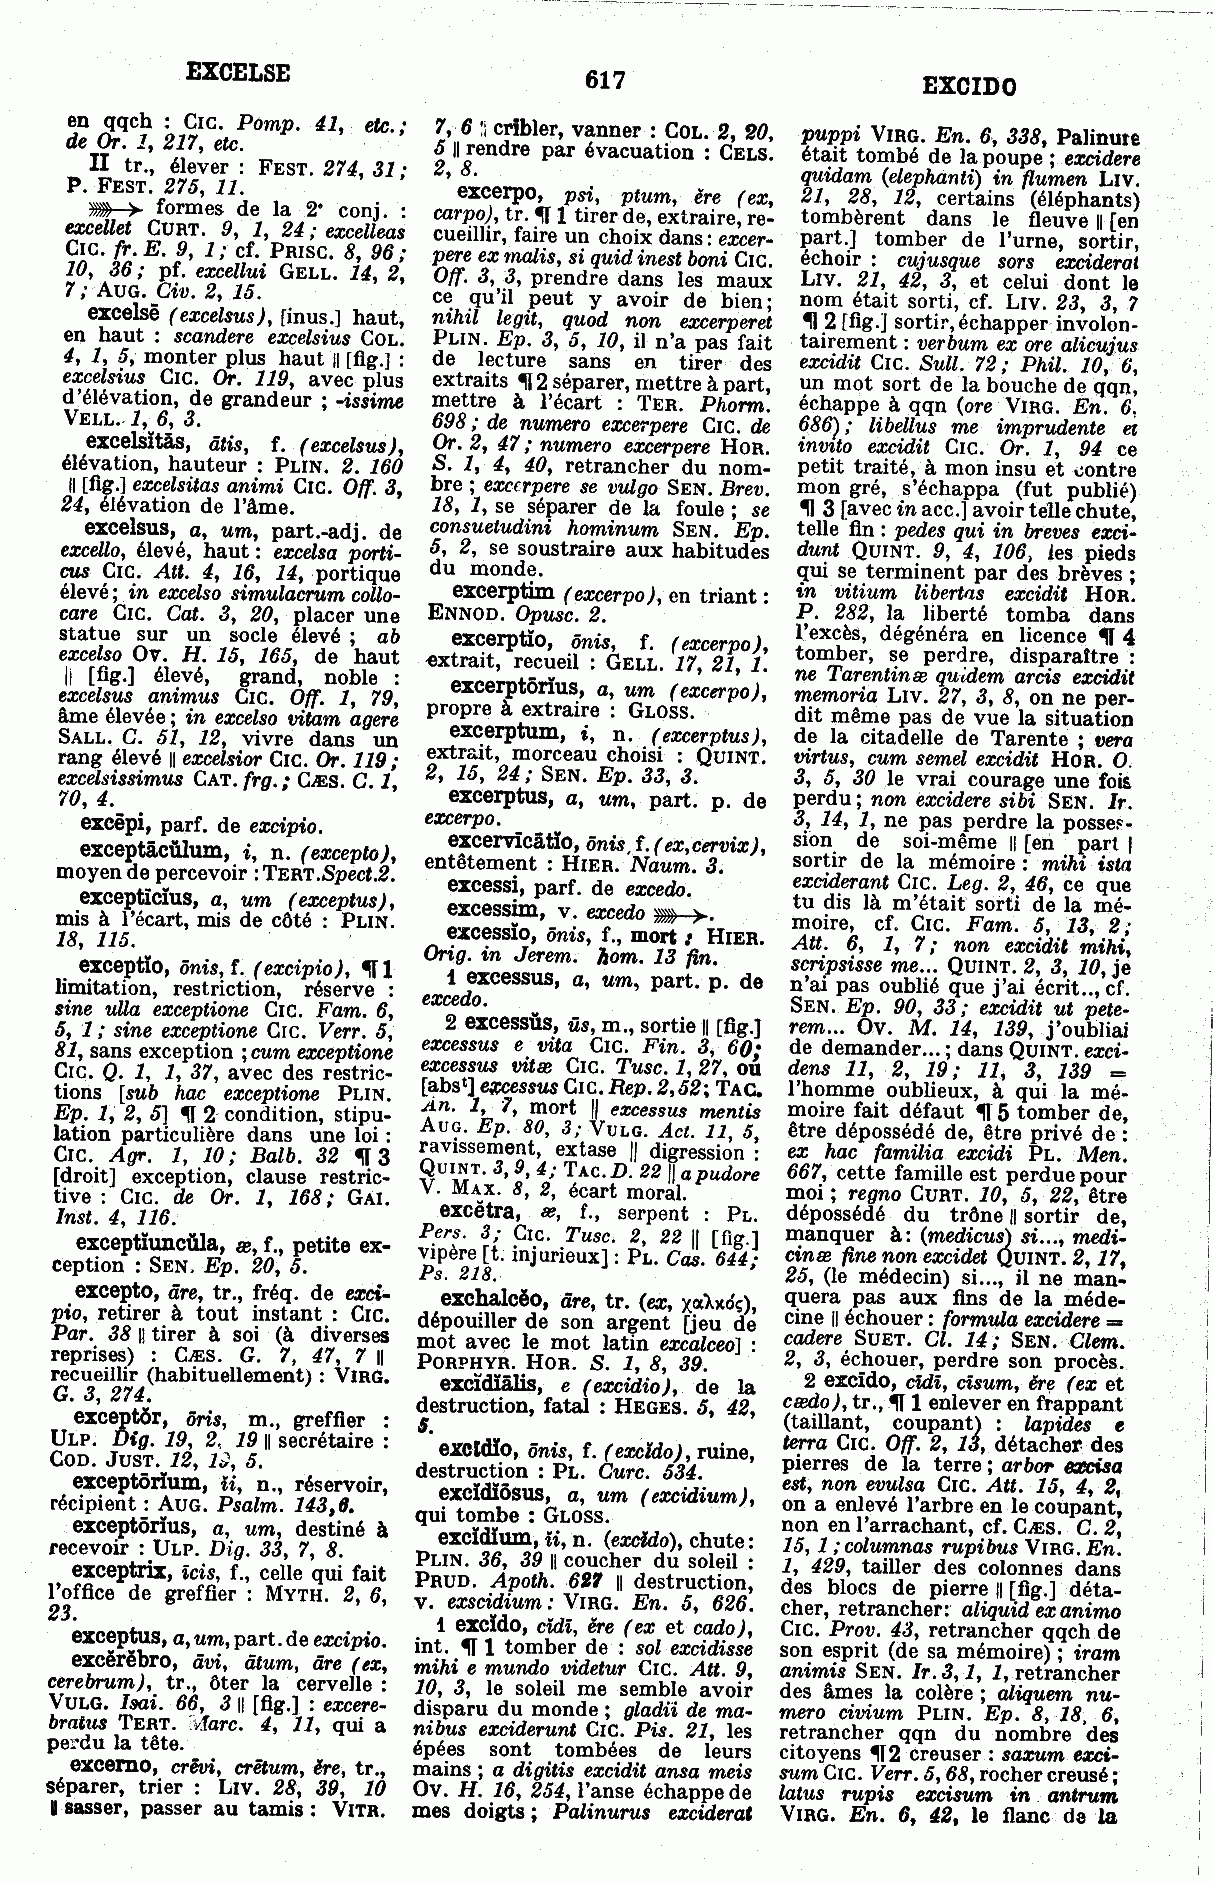 EXCELSE
617
EXCIDO
en qqch : CIC. Pomp. 41, etc.;
de Or. 1, 217, etc.
II tr., élever : FEST. 274, 31;
P. FEST. 275, 11.
formes de la 2e conj. :
excellet CURT. 9, 1, 24; excelleas
CIC. fr. E. 9, 1; cf. PRISC. 8, 96;
10, 36; pf. excellui GELL. 14, 2,
7; AUG. Civ. 2, 15.
excelsē (excelsus), [inus.] haut,
en haut : scandere excelsius COL.
4, 1, 5, monter plus haut || [fig.] :
excelsius CIC. Or. 119, avec plus
d'élévation, de grandeur ; -issime
VELL. 1, 6, 3.
excelsĭtās, ātis, f. (excelsus),
élévation, hauteur : PLIN. 2. 160
|| [fig.] excelsitas animi CIC. Off. 3,
24, élévation de l'âme.
excelsus, a, um, part.-adj. de
excello, élevé, haut : excelsa porti-
cus CIC. Att. 4, 16, 14, portique
élevé; in excelso simulacrum collo-
care CIC. Cat. 3, 20, placer une
statue sur un socle élevé ; ab
excelso OV. H. 15, 165, de haut
|| [fig.] élevé, grand, noble :
excelsus animus CIC. Off. 1, 79,
âme élevée; in excelso vitam agere
SALL. C. 51, 12, vivre dans un
rang élevé || excelsior CIC. Or. 119;
excelsissimus CAT. frg.; CÆS. C. 1,
70, 4.
excēpi, parf. de excipio.
exceptācŭlum, i, n. (excepto),
moyen de percevoir : TERT. Spect. 2.
exceptīcĭus, a, um (exceptus),
mis à l'écart, mis de côté : PLIN.
18, 115.
exceptĭo, ōnis, f. (excipio), ¶ 1
limitation, restriction, réserve :
sine ulla exceptione CIC. Fam. 6,
5, 1; sine exceptione CIC. Verr. 5,
81, sans exception ; cum exceptione
CIC. Q. 1, 1, 37, avec des restric-
tions [sub hac exceptione PLIN.
Ep. 1, 2, 5] ¶ 2 condition, stipu-
lation particulière dans une loi :
CIC. Agr. 1, 10; Balb. 32 ¶ 3
[droit] exception, clause restric-
tive : CIC. de Or. 1, 168; GAI.
Inst. 4, 116.
exceptĭuncŭla, æ, f., petite ex-
ception : SEN. Ep. 20, 5.
excepto, āre, tr., fréq. de exci-
pio, retirer à tout instant : CIC.
Par. 38 || tirer à soi (à diverses
reprises) : CÆS. G. 7, 47, 7 ||
recueillir (habituellement) : VIRG.
G. 3, 274.
exceptŏr, ōris, m., greffier :
ULP. Dig. 19, 2, 19 || secrétaire :
COD. JUST. 12, 19, 5.
exceptōrĭum, ĭi, n., réservoir,
récipient : AUG. Psalm. 143, 6.
exceptōrĭus, a, um, destiné à
recevoir : ULP. Dig. 33, 7, 8.
exceptrix, īcis, f., celle qui fait
l'office de greffier : MYTH. 2, 6,
23.
exceptus, a, um, part. de excipio.
excĕrĕbro, āvi, ātum, āre (ex,
cerebrum), tr., ôter la cervelle :
VULG. Isai. 66, 3 || [fig.] : excere-
bratus TERT. Marc. 4, 11, qui a
perdu la tête.
excerno, crēvi, crētum, ĕre, tr.,
séparer, trier : LIV. 28, 39, 10
|| sasser, passer au tamis : VITR.
7, 6 || cribler, vanner : COL. 2, 20,
5 || rendre par évacuation : CELS.
2, 8.
excerpo, psi, ptum, ĕre (ex,
carpo), tr. ¶ 1 tirer de, extraire, re-
cueillir, faire un choix dans : excer-
pere ex malis, si quid inest boni CIC.
Off. 3, 3, prendre dans les maux
ce qu'il peut y avoir de bien;
nihil legit, quod non excerperet
PLIN. Ep. 3, 5, 10, il n'a pas fait
de lecture sans en tirer des
extraits ¶ 2 séparer, mettre à part,
mettre à l'écart : TER. Phorm.
698; de numero excerpere CIC. de
Or. 2, 47; numero excerpere HOR.
S. 1, 4, 40, retrancher du nom-
bre ; excerpere se vulgo SEN. Brev.
18, 1, se séparer de la foule ; se
consuetudini hominum SEN. Ep.
5, 2, se soustraire aux habitudes
du monde.
excerptim (excerpo), en triant :
ENNOD. Opusc. 2.
excerptĭo, ōnis, f. (excerpo),
extrait, recueil : GELL. 17, 21, 1.
excerptōrĭus, a, um (excerpo),
propre à extraire : GLOSS.
excerptum, i, n. (excerptus),
extrait, morceau choisi : QUINT.
2, 15, 24; SEN. Ep. 33, 3.
excerptus, a, um, part. p. de
excerpo.
excervīcātĭo, ōnis, f. (ex, cervix),
entêtement : HIER. Naum. 3.
excessi, parf. de excedo.
excessim, v. excedo.
excessĭo, ōnis, f., mort : HIER.
Orig. in Jerem. hom. 13 fin.
1 excessus, a, um, part. p. de
excedo.
2 excessŭs, ūs, m., sortie || [fig.]
excessus e vita CIC. Fin. 3, 60;
excessus vitæ CIC. Tusc. 1, 27, ou
[abst] excessus CIC. Rep. 2, 52; TAC.
An. 1, 7, mort || excessus mentis
AUG. Ep. 80, 3; VULG. Act. 11, 5,
ravissement, extase || digression :
QUINT. 3, 9, 4; TAC. D. 22 || a pudore
V. MAX. 8, 2, écart moral.
excĕtra, æ, f., serpent : PL.
Pers. 3; CIC. Tusc. 2, 22 || [fig.]
vipère [t. injurieux] : PL. Cas. 644;
Ps. 218.
exchalcĕo, āre, tr. (ex, χαλκός),
dépouiller de son argent [jeu de
mot avec le mot latin excalceo] :
PORPHYR. HOR. S. 1, 8, 39.
excĭdĭālis, e (excidio), de la
destruction, fatal : HEGES. 5, 42,
5.
excĭdĭo, ōnis, f. (excĭdo), ruine,
destruction : PL. Curc. 534.
excĭdĭōsus, a, um (excidium),
qui tombe : GLOSS.
excĭdĭum, ĭi, n. (excĭdo), chute :
PLIN. 36, 39 || coucher du soleil :
PRUD. Apoth. 627 || destruction,
v. exscidium : VIRG. En. 5, 626.
1 excĭdo, cĭdī, ĕre (ex et cado),
int. ¶ 1 tomber de : sol excidisse
mihi e mundo videtur CIC. Att. 9,
10, 3, le soleil me semble avoir
disparu du monde ; gladii de ma-
nibus exciderunt CIC. Pis. 21, les
épées sont tombées de leurs
mains ; a digitis excidit ansa meis
OV. H. 16, 254, l'anse échappe de
mes doigts ; Palinurus exciderat
puppi VIRG. En. 6, 338, Palinure
était tombé de la poupe ; excidere
quidam (elephanti) in flumen LIV.
21, 28, 12, certains (éléphants)
tombèrent dans le fleuve || [en
part.] tomber de l'urne, sortir,
échoir : cujusque sors exciderat
LIV. 21, 42, 3, et celui dont le
nom était sorti, cf. LIV. 23, 3, 7
¶ 2 [fig.] sortir, échapper involon-
tairement : verbum ex ore alicujus
excidit CIC. Sull. 72; Phil. 10, 6,
un mot sort de la bouche de qqn,
échappe à qqn (ore VIRG. En. 6,
686); libellus me imprudente et
invito excidit CIC. Or. 1, 94 ce
petit traité, à mon insu et contre
mon gré, s'échappa (fut publié)
¶ 3 [avec in acc.] avoir telle chute,
telle fin : pedes qui in breves exci-
dunt QUINT. 9, 4, 106, les pieds
qui se terminent par des brèves ;
in vitium libertas excidit HOR.
P. 282, la liberté tomba dans
l'excès, dégénéra en licence ¶ 4
tomber, se perdre, disparaître :
ne Tarentinæ quidem arcis excidit
memoria LIV. 27, 3, 8, on ne per-
dit même pas de vue la situation
de la citadelle de Tarente ; vera
virtus, cum semel excidit HOR. O.
3, 5, 30 le vrai courage une fois
perdu; non excidere sibi SEN. Ir.
3, 14, 1, ne pas perdre la posses-
sion de soi-même || [en part]
sortir de la mémoire : mihi ista
exciderant CIC. Leg. 2, 46, ce que
tu dis là m'était sorti de la mé-
moire, cf. CIC. Fam. 5, 13, 2;
Att. 6, 1, 7; non excidit mihi,
scripsisse me... QUINT. 2, 3, 10, je
n'ai pas oublié que j'ai écrit.., cf.
SEN. Ep. 90, 33; excidit ut pete-
rem... OV. M. 14, 139, j'oubliai
de demander... ; dans QUINT. exci-
dens 11, 2, 19; 11, 3, 139 =
l'homme oublieux, à qui la mé-
moire fait défaut ¶ 5 tomber de,
être dépossédé de, être privé de :
ex hac familia excidi PL. Men.
667, cette famille est perdue pour
moi ; regno CURT. 10, 5, 22, être
dépossédé du trône || sortir de,
manquer à : (medicus) si..., medi-
cinæ fine non excidet QUINT. 2, 17,
25, (le médecin) si..., il ne man-
quera pas aux fins de la méde-
cine || échouer : formula excidere =
cadere SUET. Cl. 14; SEN. Clem.
2, 3, échouer, perdre son procès.
2 excīdo, cīdī, cīsum, ĕre (ex et
cædo), tr., ¶ 1 enlever en frappant
(taillant, coupant) : lapides e
terra CIC. Off. 2, 13, détacher des
pierres de la terre ; arbor excisa
est, non evulsa CIC. Att. 15, 4, 2,
on a enlevé l'arbre en le coupant,
non en l'arrachant, cf. CÆS. C. 2,
15, 1 ; columnas rupibus VIRG. En.
1, 429, tailler des colonnes dans
des blocs de pierre || [fig.] déta-
cher, retrancher : aliquid ex animo
CIC. Prov. 43, retrancher qqch de
son esprit (de sa mémoire) ; iram
animis SEN. Ir. 3, 1, 1, retrancher
des âmes la colère ; aliquem nu-
mero civium PLIN. Ep. 8, 18, 6,
retrancher qqn du nombre des
citoyens ¶ 2 creuser : saxum exci-
sum CIC. Verr. 5, 68, rocher creusé ;
latus rupis excisum in antrum
VIRG. En. 6, 42, le flanc de la